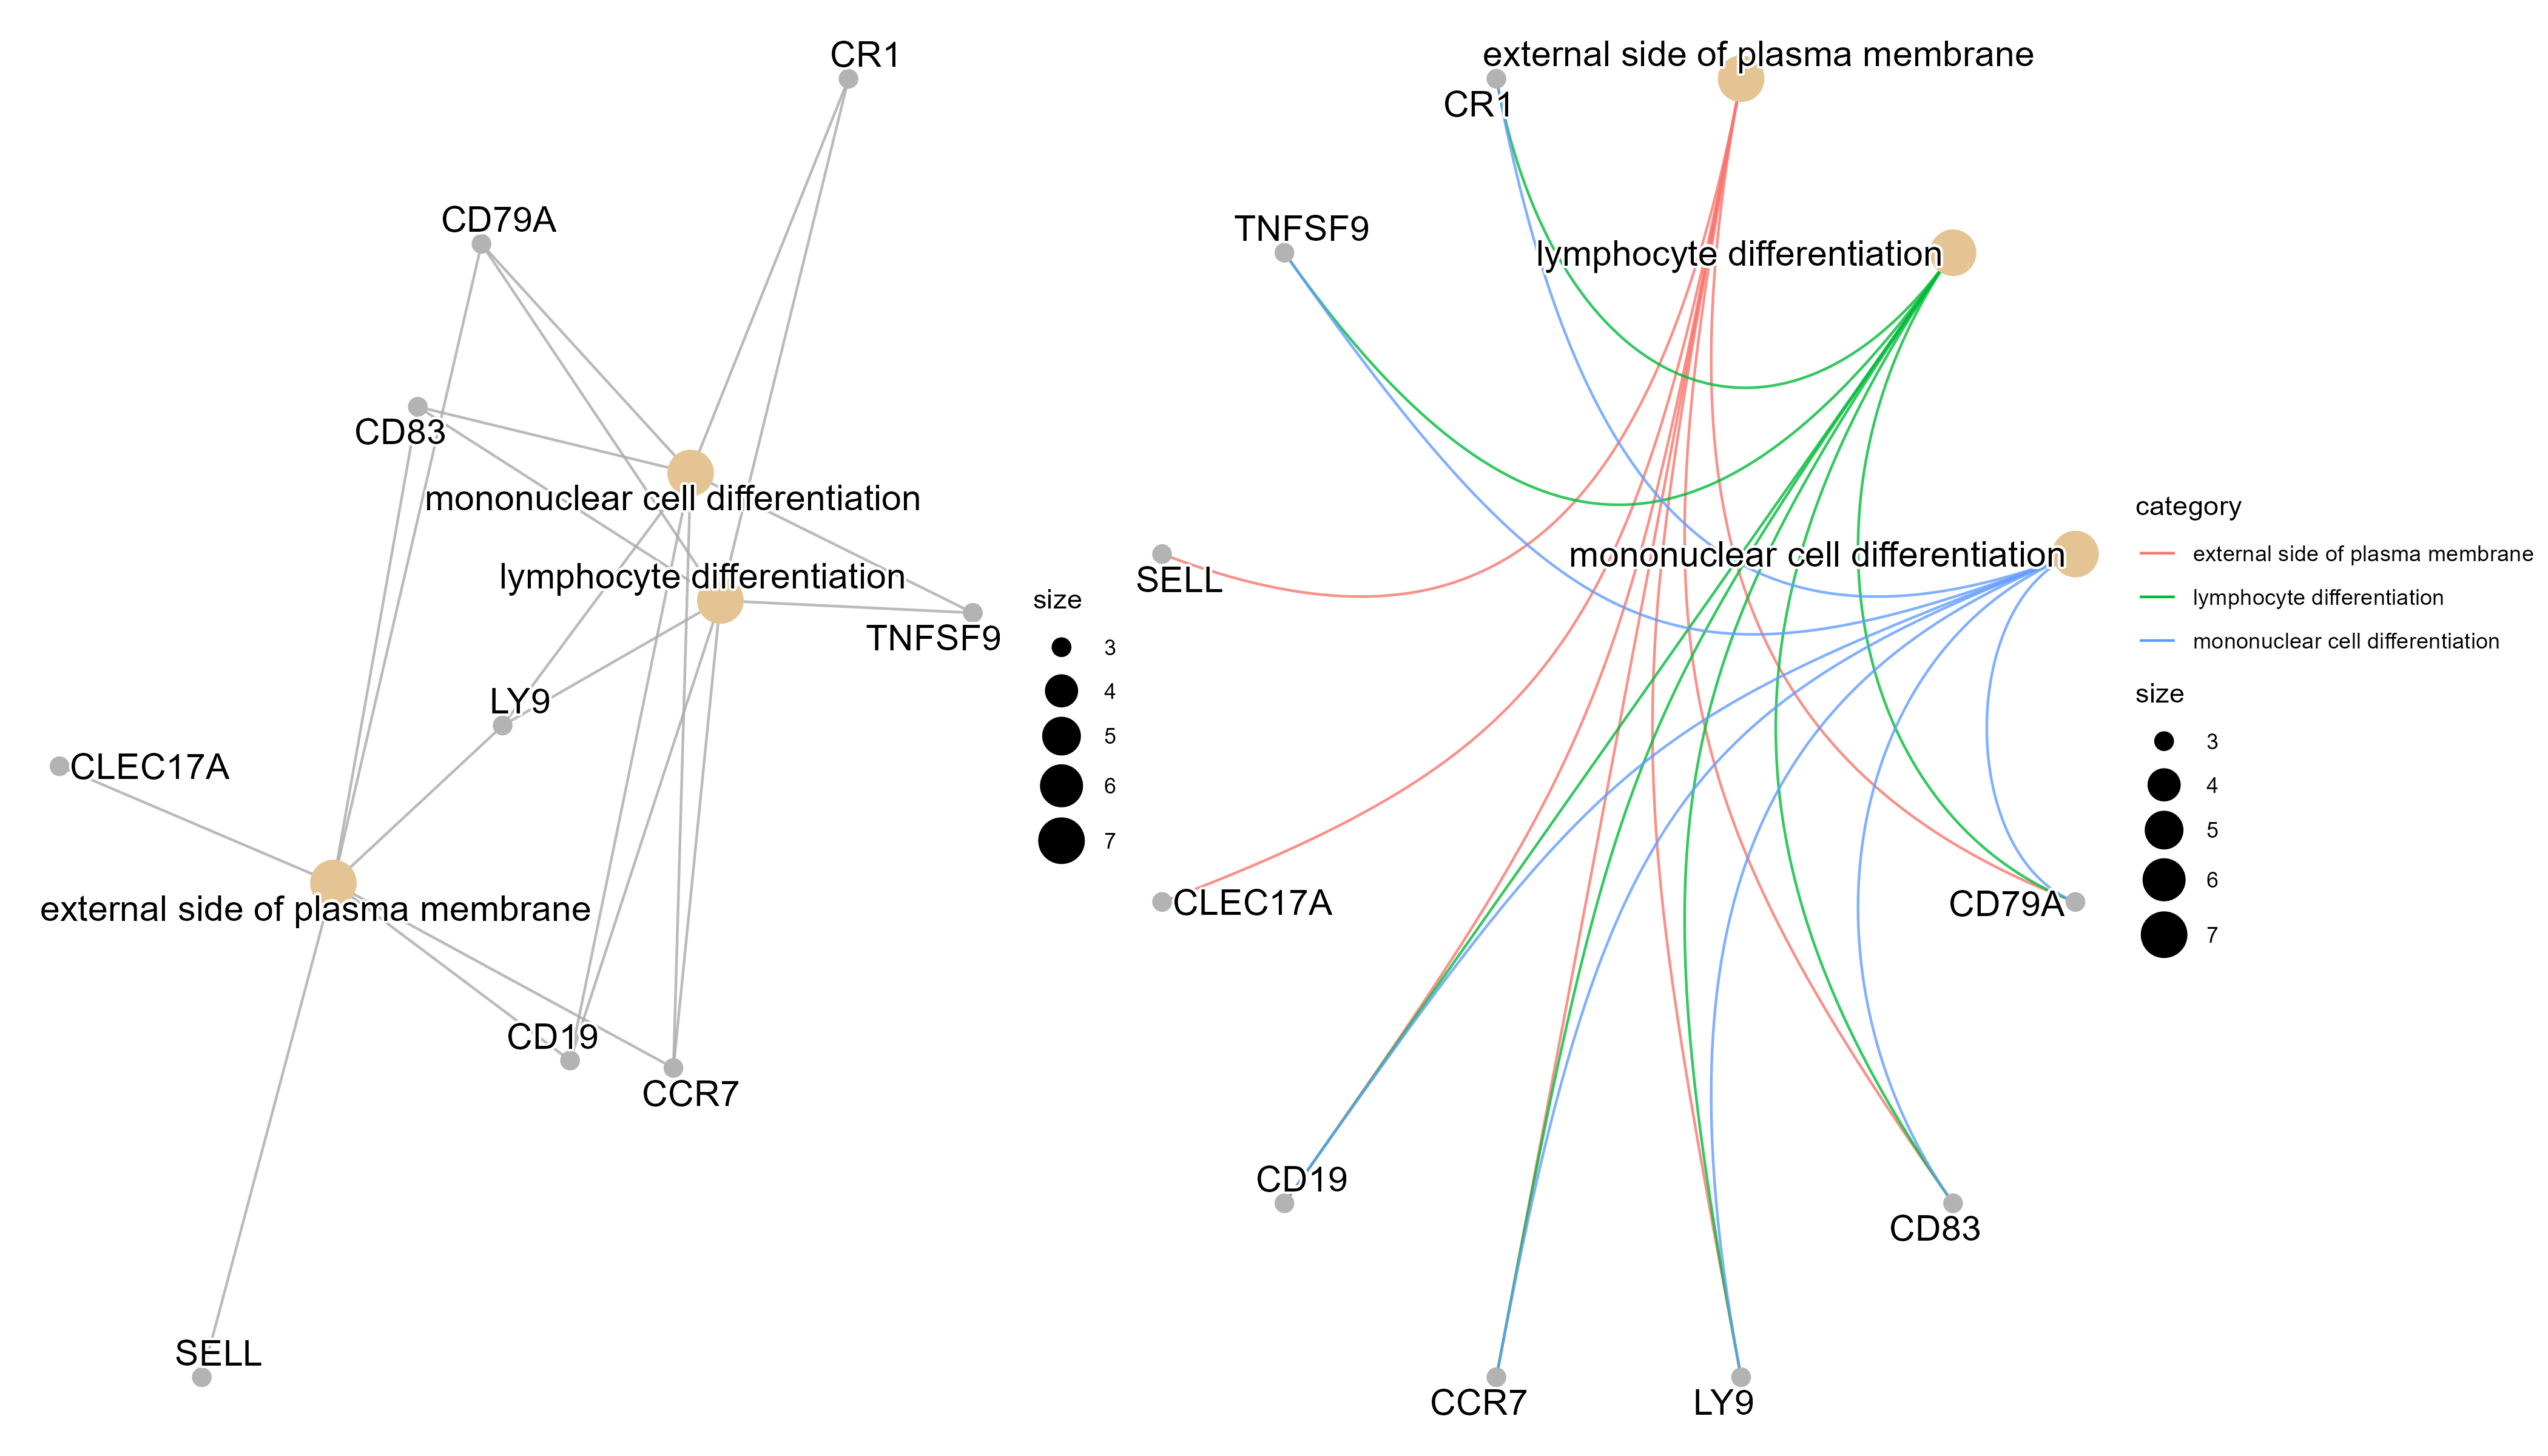 CR1
CD79A
CD83
mononuclear cell differentiation
lymphocyte differentiation
TNFSF9
LY9
CLEC17A
external side of plasma membrane
CD19
CCR7
SELL
size
3
4
5
6
7
external side of plasma membrane
CR1
TNFSF9
lymphocyte differentiation
mononuclear cell differentiation
SELL
CLEC17A
CD79A
CD19
CD83
CCR7
LY9
category
external side of plasma membrane
lymphocyte differentiation
mononuclear cell differentiation
size
3
4
5
6
7